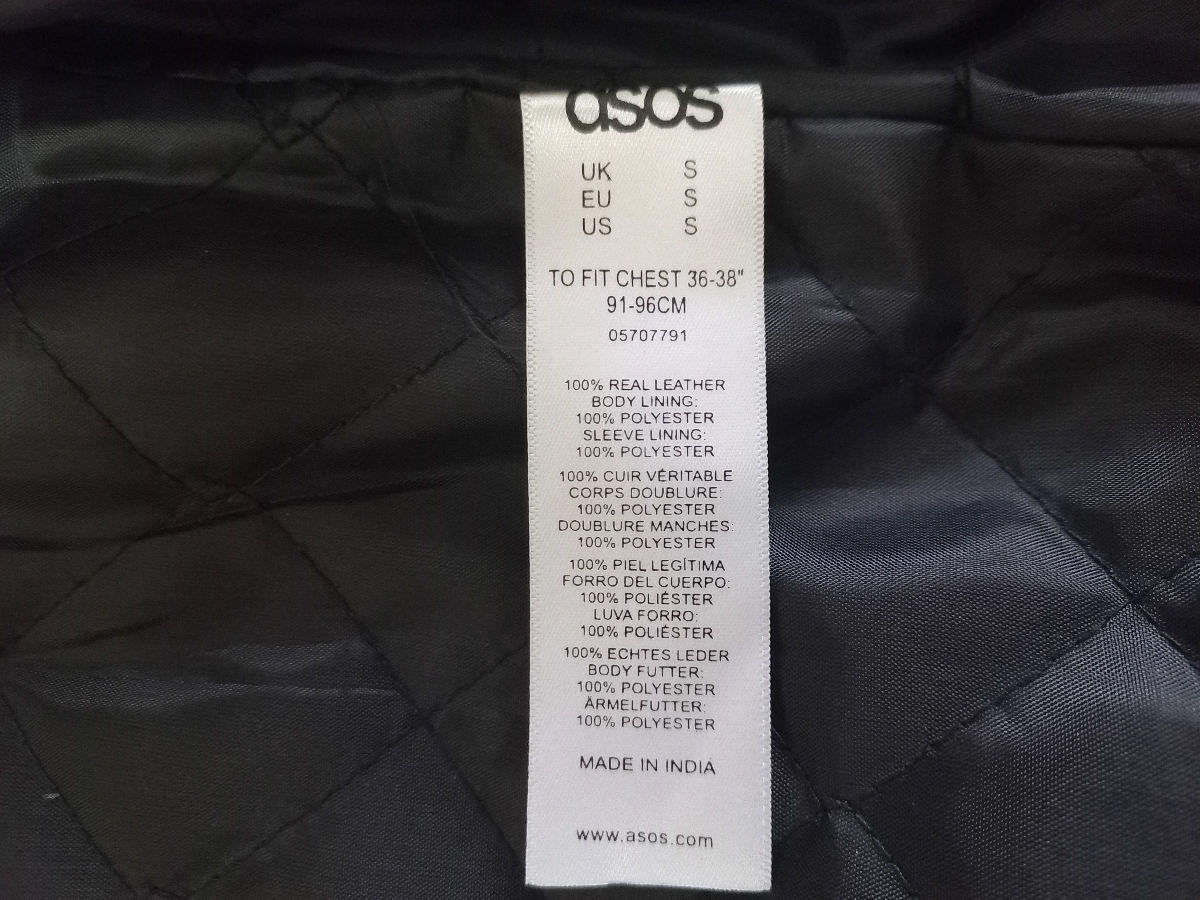 asos
UK S
EU S
US S
TO FIT CHEST 36-38"
91-96CM
05707791
100% REAL LEATHER
BODY LINING:
100% POLYESTER
SLEEVE LINING:
100% POLYESTER
100% CUIR VÉRITABLE
CORPS DOUBLURE:
100% POLYESTER
DOUBLURE MANCHES:
100% POLYESTER
100% PIEL LEGÍTIMA
FORRO DEL CUERPO:
100% POLIÉSTER
LUVA FORRO:
100% POLIÉSTER
100% ECHTES LEDER
BODY FUTTER:
100% POLYESTER
ÄRMELFUTTER:
100% POLYESTER
MADE IN INDIA
www.asos.com